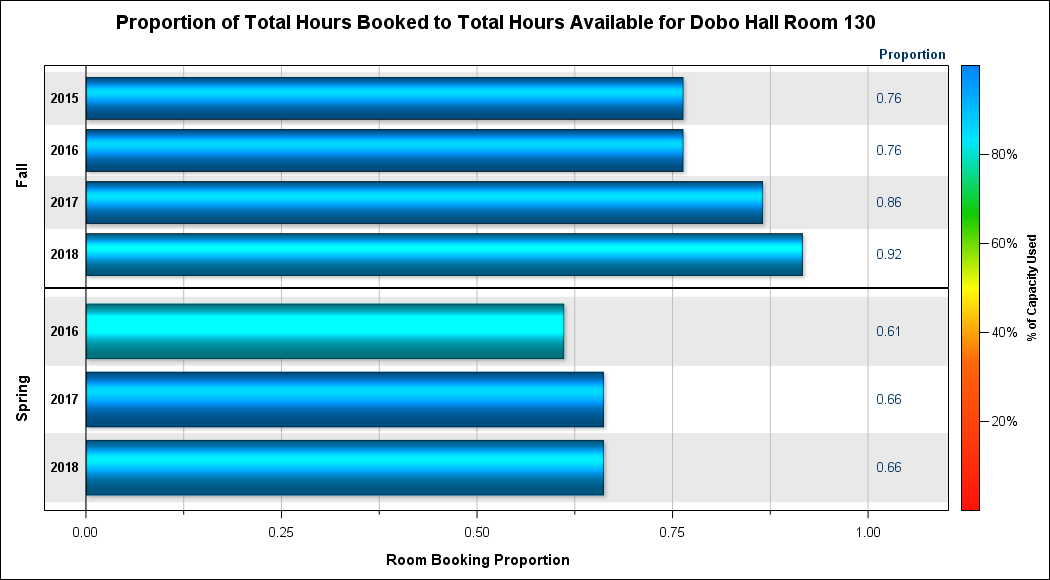 Proportion of Total Hours Booked to Total Hours Available for Dobo Hall Room 130
Proportion
Fall
2015 0.76
2016 0.76
2017 0.86
2018 0.92
Spring
2016 0.61
2017 0.66
2018 0.66
0.00 0.25 0.50 0.75 1.00
Room Booking Proportion
80%
60%
40%
20%
% of Capacity Used